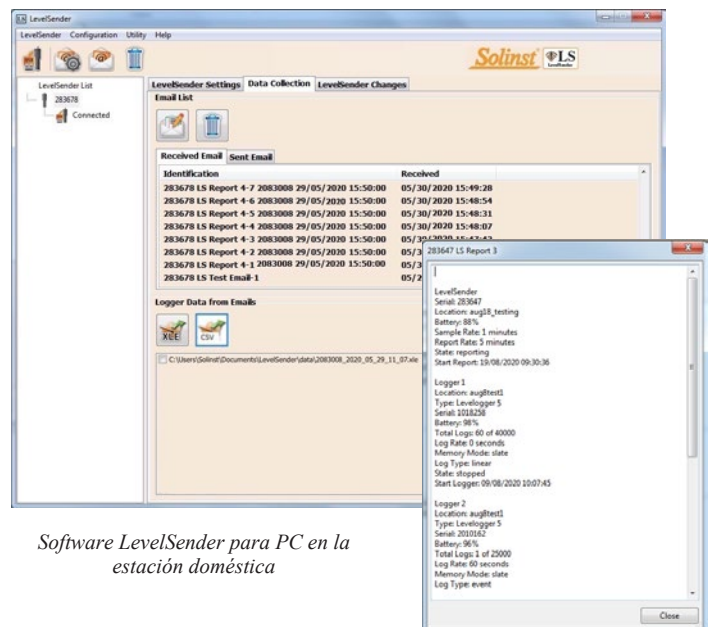 LevelSender
LevelSender Configuration Utility Help
Solinst LS
LevelSender
LevelSender List
283678
Connected
LevelSender Settings Data Collection LevelSender Changes
Email List
Received Email Sent Email
Identification Received
283678 LS Report 4-7 2083008 29/05/2020 15:50:00 05/30/2020 15:49:28
283678 LS Report 4-6 2083008 29/05/2020 15:50:00 05/30/2020 15:48:54
283678 LS Report 4-5 2083008 29/05/2020 15:50:00 05/30/2020 15:48:31
283678 LS Report 4-4 2083008 29/05/2020 15:50:00 05/30/2020 15:48:07
283678 LS Report 4-3 2083008 29/05/2020 15:50:00
283678 LS Report 4-2 2083008 29/05/2020 15:50:00 05/3
283678 LS Report 4-1 2083008 29/05/2020 15:50:00 05/3
283678 LS Test Email-1 05/2
Logger Data from Emails
XLE CSV
C:\Users\Solinst\Documents\LevelSender\data\2083008_2020_05_29_11_07.xle
283647 LS Report 3
LevelSender
Serial: 283647
Location: aug18_testing
Battery: 88%
Sample Rate: 1 minutes
Report Rate: 5 minutes
State: reporting
Start Report: 19/08/2020 09:30:36
Logger 1
Location: aug8test1
Type: Levelogger 5
Serial: 1018258
Battery: 98%
Total Logs: 60 of 40000
Log Rate: 0 seconds
Memory Mode: slate
Log Type: linear
State: stopped
Start Logger: 09/08/2020 10:07:45
Logger 2
Location: aug8test1
Type: Levelogger 5
Serial: 2010162
Battery: 96%
Total Logs: 1 of 25000
Log Rate: 60 seconds
Memory Mode: slate
Log Type: event
Close
Software LevelSender para PC en la
estación doméstica